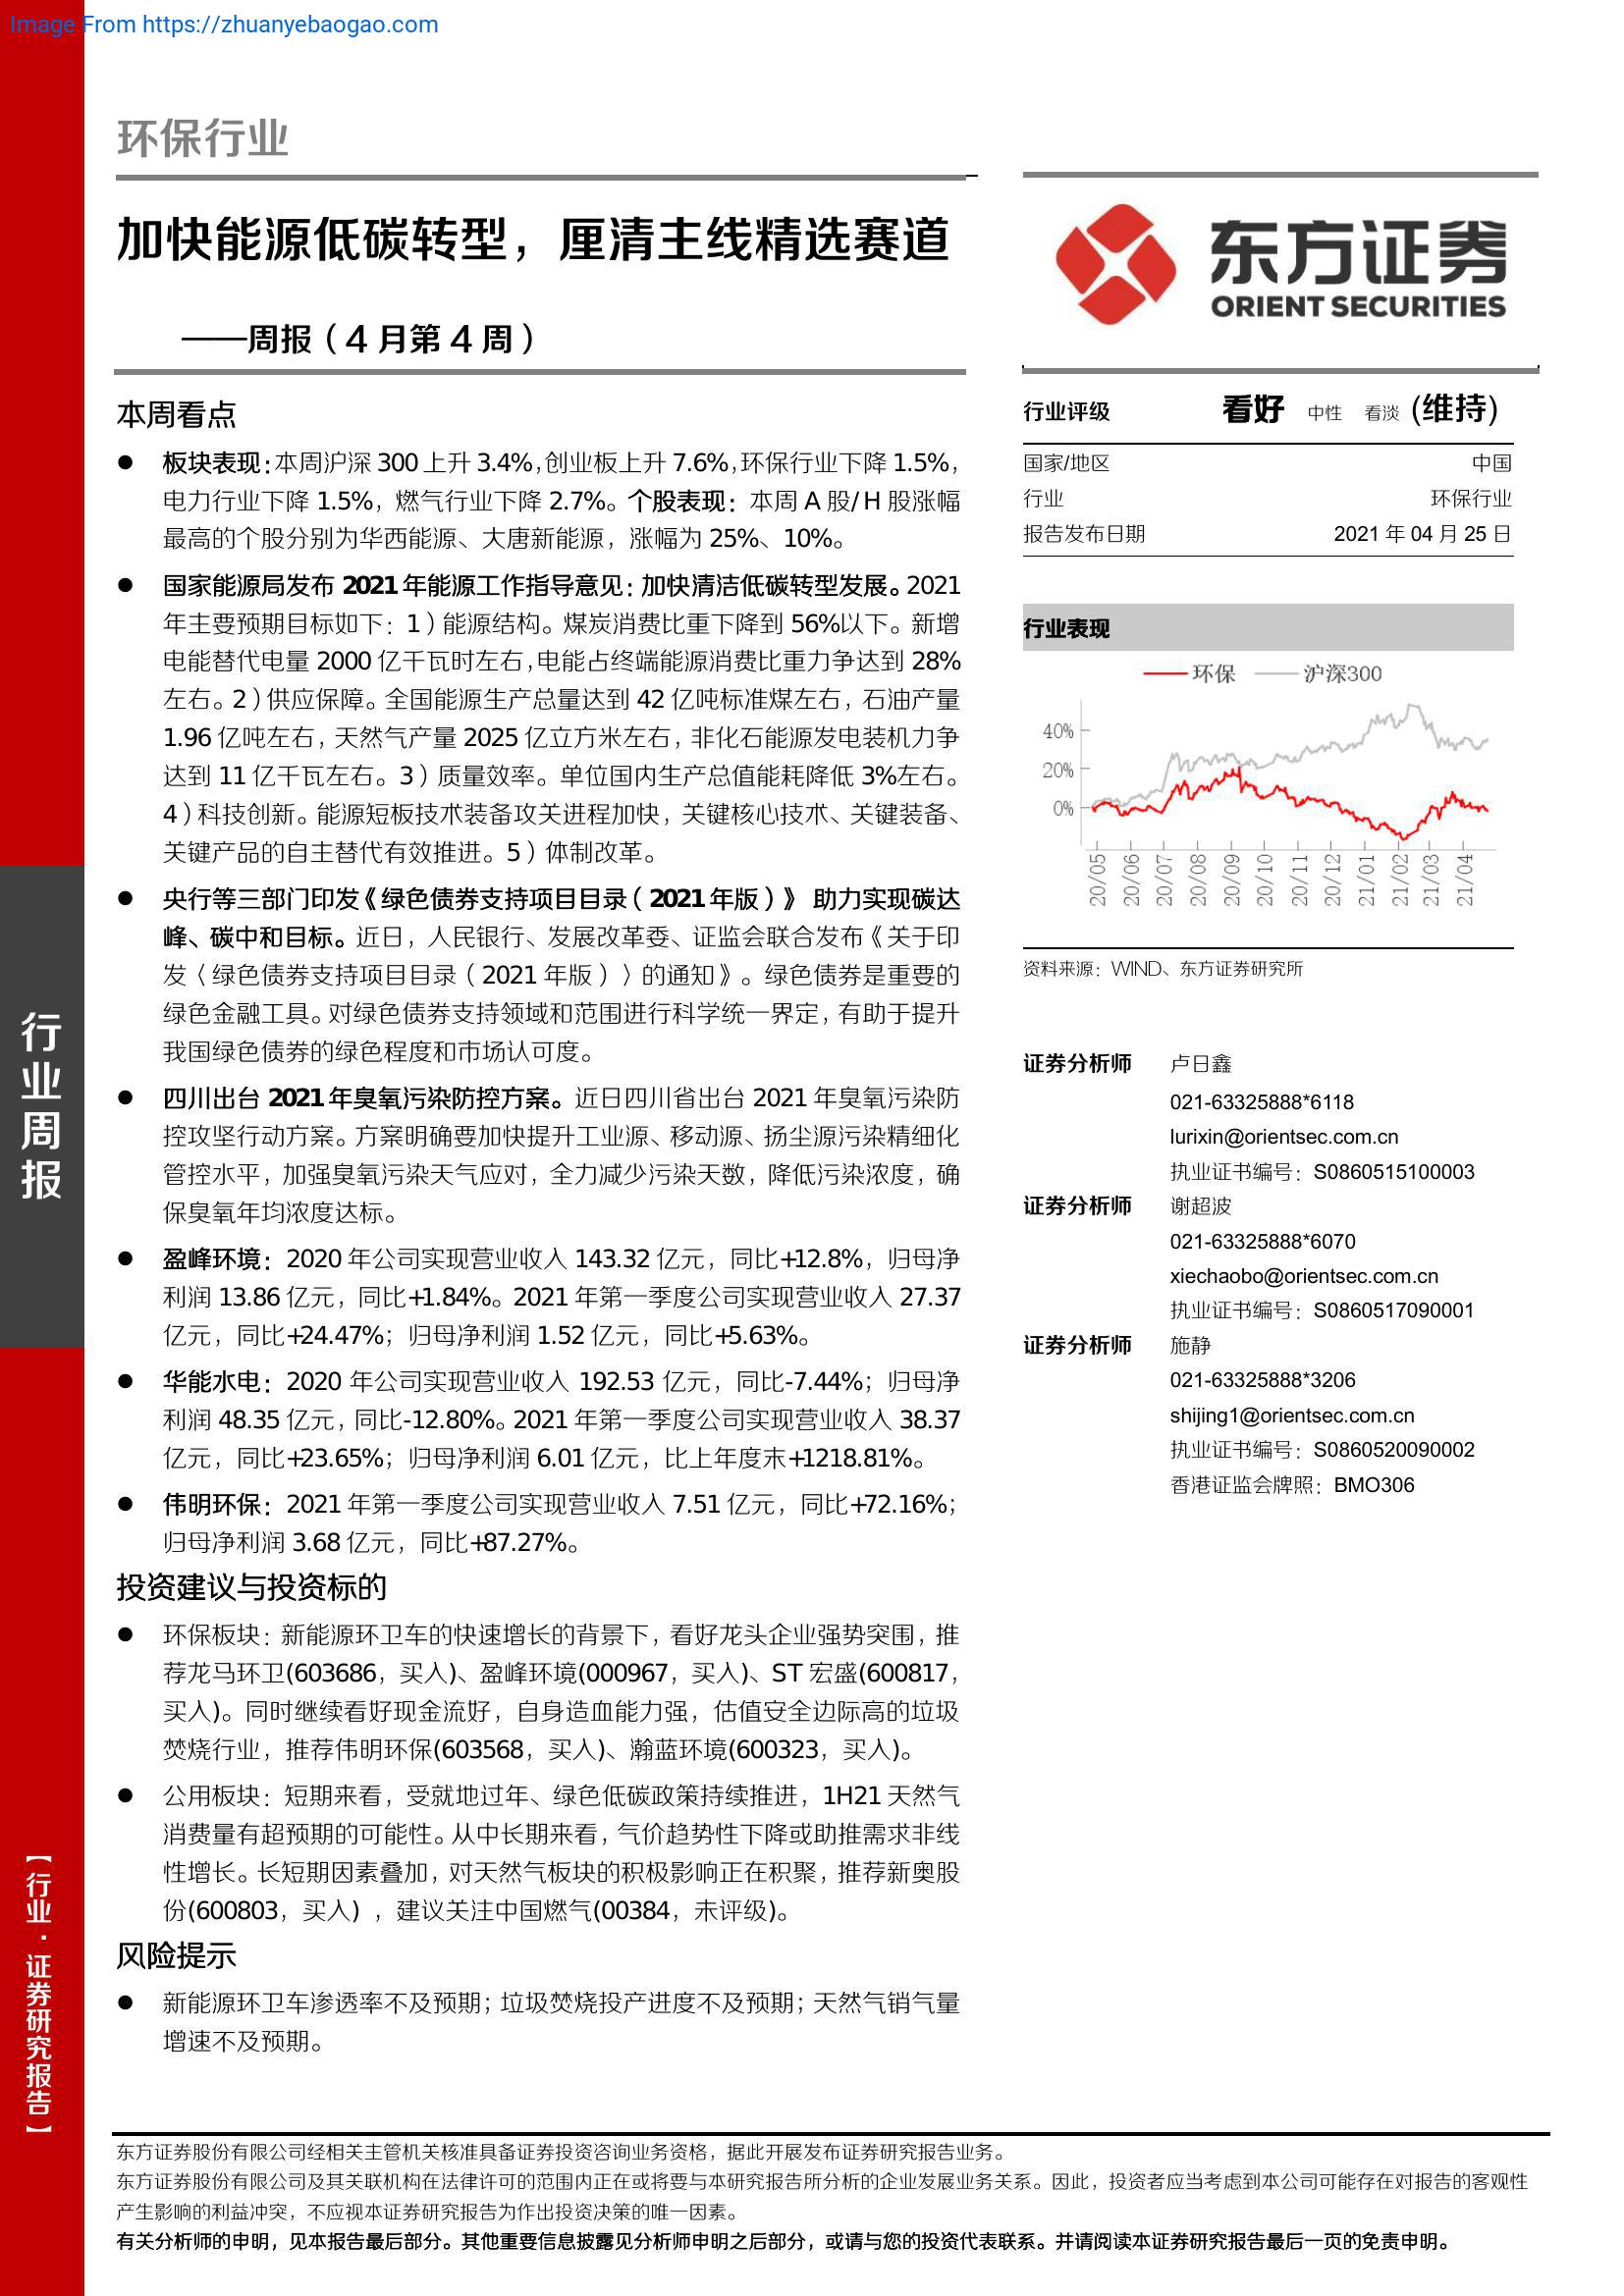 Image From https://zhuanyebaogao.com
环保行业
加快能源低碳转型，厘清主线精选赛道
——周报（4 月第 4 周）
本周看点
● 板块表现：本周沪深 300 上升 3.4%，创业板上升 7.6%，环保行业下降 1.5%，
电力行业下降 1.5%，燃气行业下降 2.7%。个股表现：本周 A 股/ H 股涨幅
最高的个股分别为华西能源、大唐新能源，涨幅为 25%、10%。
● 国家能源局发布 2021 年能源工作指导意见：加快清洁低碳转型发展。2021
年主要预期目标如下：1）能源结构。煤炭消费比重下降到 56%以下。新增
电能替代电量 2000 亿千瓦时左右，电能占终端能源消费比重力争达到 28%
左右。2）供应保障。全国能源生产总量达到 42 亿吨标准煤左右，石油产量
1.96 亿吨左右，天然气产量 2025 亿立方米左右，非化石能源发电装机力争
达到 11 亿千瓦左右。3）质量效率。单位国内生产总值能耗降低 3%左右。
4）科技创新。能源短板技术装备攻关进程加快，关键核心技术、关键装备、
关键产品的自主替代有效推进。5）体制改革。
● 央行等三部门印发《绿色债券支持项目目录（2021 年版）》 助力实现碳达
峰、碳中和目标。近日，人民银行、发展改革委、证监会联合发布《关于印
发〈绿色债券支持项目目录（2021 年版）〉的通知》。绿色债券是重要的
绿色金融工具。对绿色债券支持领域和范围进行科学统一界定，有助于提升
我国绿色债券的绿色程度和市场认可度。
● 四川出台 2021 年臭氧污染防控方案。近日四川省出台 2021 年臭氧污染防
控攻坚行动方案。方案明确要加快提升工业源、移动源、扬尘源污染精细化
管控水平，加强臭氧污染天气应对，全力减少污染天数，降低污染浓度，确
保臭氧年均浓度达标。
● 盈峰环境：2020 年公司实现营业收入 143.32 亿元，同比+12.8%，归母净
利润 13.86 亿元，同比+1.84%。2021 年第一季度公司实现营业收入 27.37
亿元，同比+24.47%；归母净利润 1.52 亿元，同比+5.63%。
● 华能水电：2020 年公司实现营业收入 192.53 亿元，同比-7.44%；归母净
利润 48.35 亿元，同比-12.80%。2021 年第一季度公司实现营业收入 38.37
亿元，同比+23.65%；归母净利润 6.01 亿元，比上年度末+1218.81%。
● 伟明环保：2021 年第一季度公司实现营业收入 7.51 亿元，同比+72.16%；
归母净利润 3.68 亿元，同比+87.27%。
投资建议与投资标的
● 环保板块：新能源环卫车的快速增长的背景下，看好龙头企业强势突围，推
荐龙马环卫(603686，买入)、盈峰环境(000967，买入)、ST 宏盛(600817，
买入)。同时继续看好现金流好，自身造血能力强，估值安全边际高的垃圾
焚烧行业，推荐伟明环保(603568，买入)、瀚蓝环境(600323，买入)。
● 公用板块：短期来看，受就地过年、绿色低碳政策持续推进，1H21 天然气
消费量有超预期的可能性。从中长期来看，气价趋势性下降或助推需求非线
性增长。长短期因素叠加，对天然气板块的积极影响正在积聚，推荐新奥股
份(600803，买入) ，建议关注中国燃气(00384，未评级)。
风险提示
● 新能源环卫车渗透率不及预期；垃圾焚烧投产进度不及预期；天然气销气量
增速不及预期。
东方证券
ORIENT SECURITIES
行业评级 看好 中性 看淡 (维持)
国家/地区 中国
行业 环保行业
报告发布日期 2021 年 04 月 25 日
行业表现
环保 沪深300
40%
20%
0%
20/05 20/06 20/07 20/08 20/09 20/10 20/11 20/12 21/01 21/02 21/03 21/04
资料来源：WIND、东方证券研究所
证券分析师 卢日鑫
021-63325888*6118
lurixin@orientsec.com.cn
执业证书编号：S0860515100003
证券分析师 谢超波
021-63325888*6070
xiechaobo@orientsec.com.cn
执业证书编号：S0860517090001
证券分析师 施静
021-63325888*3206
shijing1@orientsec.com.cn
执业证书编号：S0860520090002
香港证监会牌照：BMO306
行业周报
【行业·证券研究报告】
东方证券股份有限公司经相关主管机关核准具备证券投资咨询业务资格，据此开展发布证券研究报告业务。
东方证券股份有限公司及其关联机构在法律许可的范围内正在或将要与本研究报告所分析的企业发展业务关系。因此，投资者应当考虑到本公司可能存在对报告的客观性
产生影响的利益冲突，不应视本证券研究报告为作出投资决策的唯一因素。
有关分析师的申明，见本报告最后部分。其他重要信息披露见分析师申明之后部分，或请与您的投资代表联系。并请阅读本证券研究报告最后一页的免责申明。